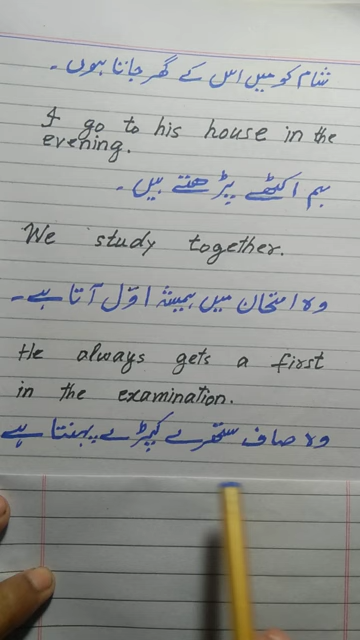 شام کو میں اس کے گھر جاتا ہوں۔
I go to his house in the
evening.
ہم اکٹھے پڑھتے ہیں۔
We study together.
وہ امتحان میں ہمیشہ اوّل آتا ہے۔
He always gets a first
in the examination.
وہ صاف ستھرے کپڑے پہنتا ہے